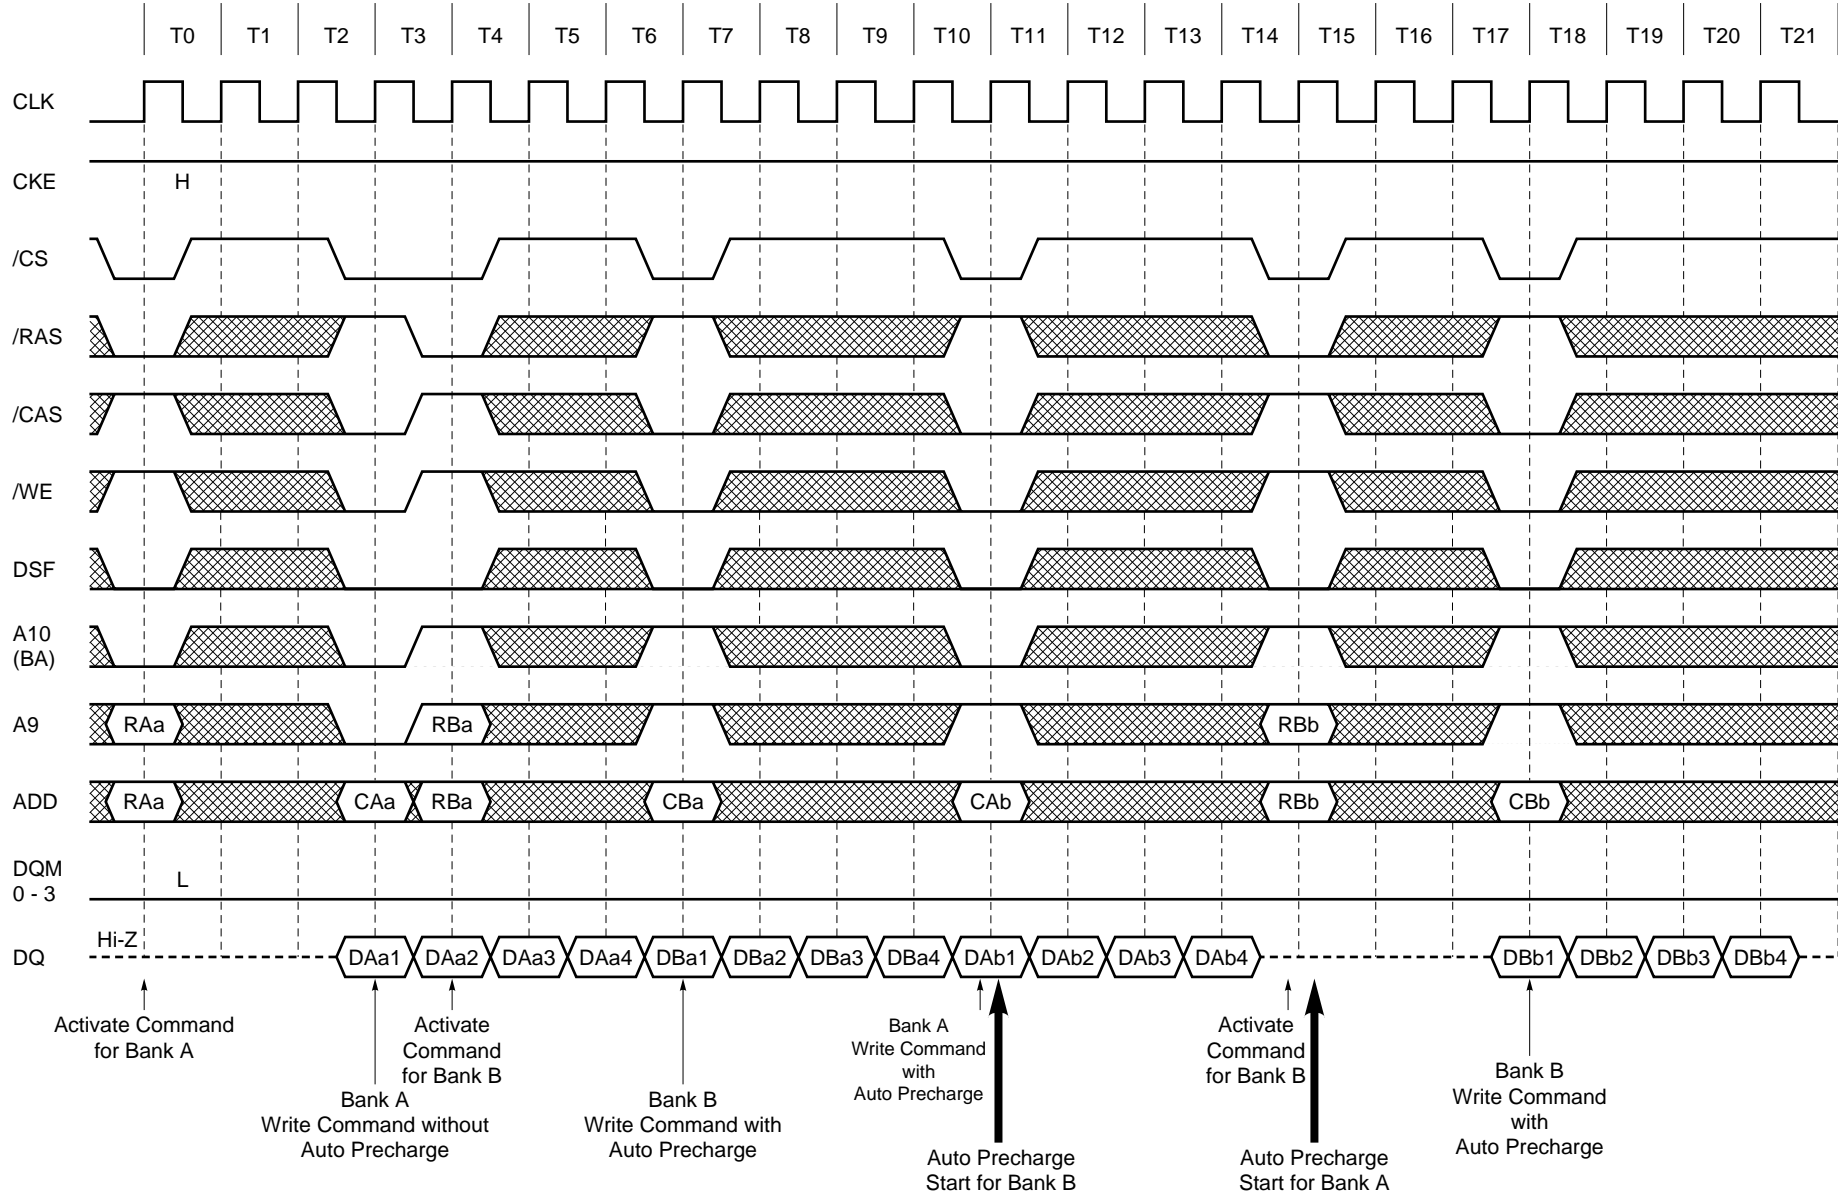 T0 T1 T2 T3 T4 T5 T6 T7 T8 T9 T10 T11 T12 T13 T14 T15 T16 T17 T18 T19 T20 T21
CLK
CKE H
/CS
/RAS
/CAS
/WE
DSF
A10
(BA)
A9 RAa RBa RBb
ADD RAa CAa RBa CBa CAb RBb CBb
DQM
0 - 3
L
Hi-Z
DQ DAa1 DAa2 DAa3 DAa4 DBa1 DBa2 DBa3 DBa4 DAb1 DAb2 DAb3 DAb4 DBb1 DBb2 DBb3 DBb4
Activate Command
for Bank A
Bank A
Write Command without
Auto Precharge
Activate
Command
for Bank B
Bank B
Write Command with
Auto Precharge
Bank A
Write Command
with
Auto Precharge
Auto Precharge
Start for Bank B
Activate
Command
for Bank B
Auto Precharge
Start for Bank A
Bank B
Write Command
with
Auto Precharge